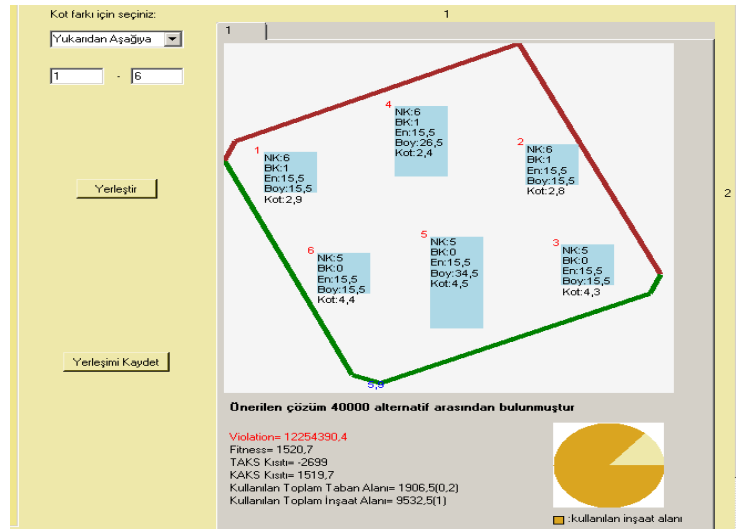 Kot farkı için seçiniz:
Yukarıdan Aşağıya
1 - 6
Yerleştir
Yerleşimi Kaydet
1
1
2
4
NK:6
BK:1
En:15,5
Boy:26,5
Kot:2,4
1
NK:6
BK:1
En:15,5
Boy:15,5
Kot:2,9
2
NK:6
BK:1
En:15,5
Boy:15,5
Kot:2,8
6
NK:5
BK:0
En:15,5
Boy:15,5
Kot:4,4
5
NK:5
BK:0
En:15,5
Boy:34,5
Kot:4,5
3
NK:5
BK:0
En:15,5
Boy:15,5
Kot:4,3
5,9
Önerilen çözüm 40000 alternatif arasından bulunmuştur
Violation= 12254390,4
Fitness= 1520,7
TAKS Kısıtı= -2699
KAKS Kısıtı= 1519,7
Kullanılan Toplam Taban Alanı= 1906,5(0,2)
Kullanılan Toplam İnşaat Alanı= 9532,5(1)
:kullanılan inşaat alanı